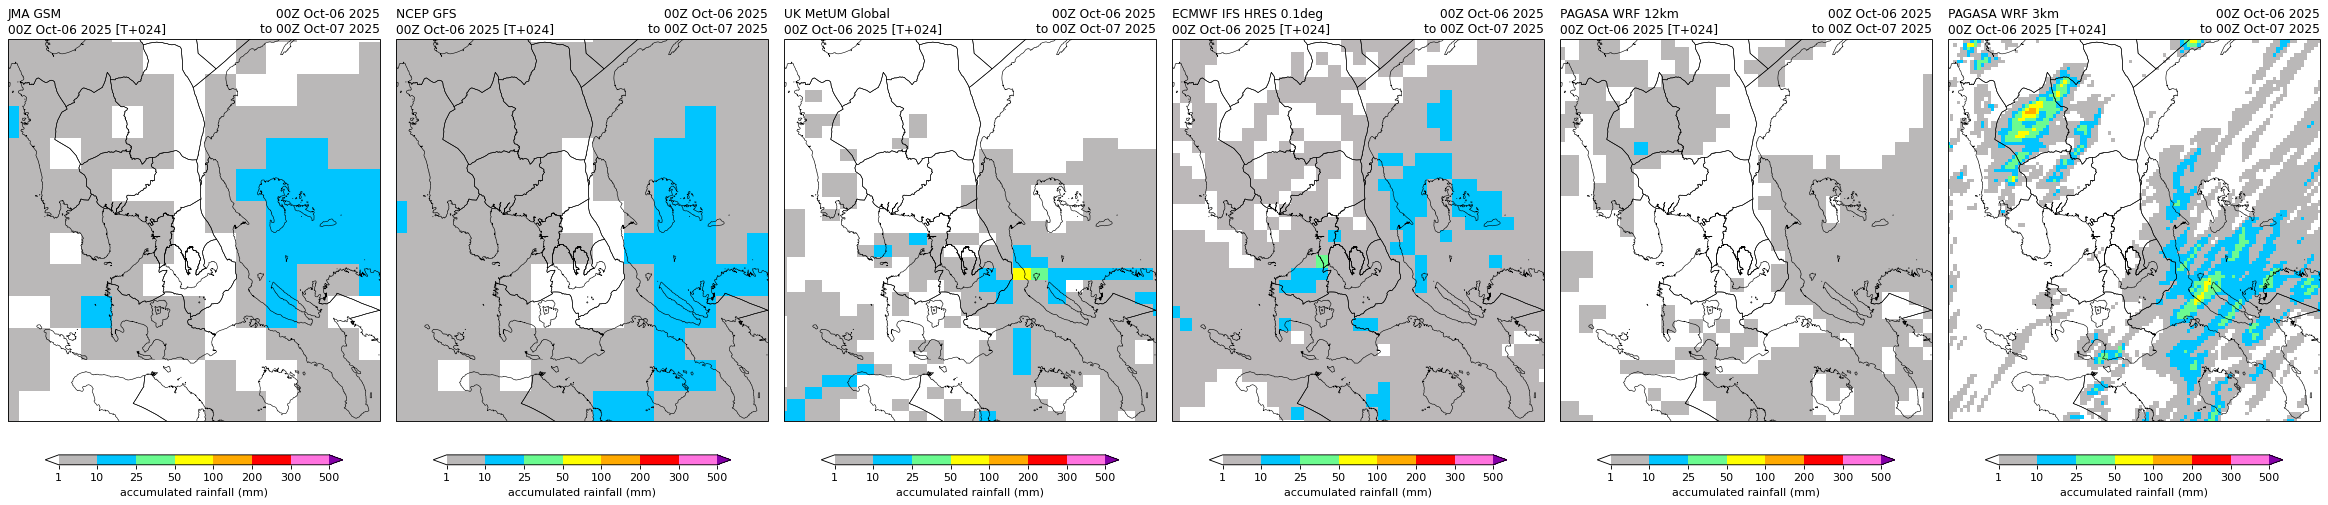 JMA GSM 00Z Oct-06 2025
00Z Oct-06 2025 [T+024] to 00Z Oct-07 2025
1 10 25 50 100 200 300 500
accumulated rainfall (mm)
NCEP GFS 00Z Oct-06 2025
00Z Oct-06 2025 [T+024] to 00Z Oct-07 2025
1 10 25 50 100 200 300 500
accumulated rainfall (mm)
UK MetUM Global 00Z Oct-06 2025
00Z Oct-06 2025 [T+024] to 00Z Oct-07 2025
1 10 25 50 100 200 300 500
accumulated rainfall (mm)
ECMWF IFS HRES 0.1deg 00Z Oct-06 2025
00Z Oct-06 2025 [T+024] to 00Z Oct-07 2025
1 10 25 50 100 200 300 500
accumulated rainfall (mm)
PAGASA WRF 12km 00Z Oct-06 2025
00Z Oct-06 2025 [T+024] to 00Z Oct-07 2025
1 10 25 50 100 200 300 500
accumulated rainfall (mm)
PAGASA WRF 3km 00Z Oct-06 2025
00Z Oct-06 2025 [T+024] to 00Z Oct-07 2025
1 10 25 50 100 200 300 500
accumulated rainfall (mm)